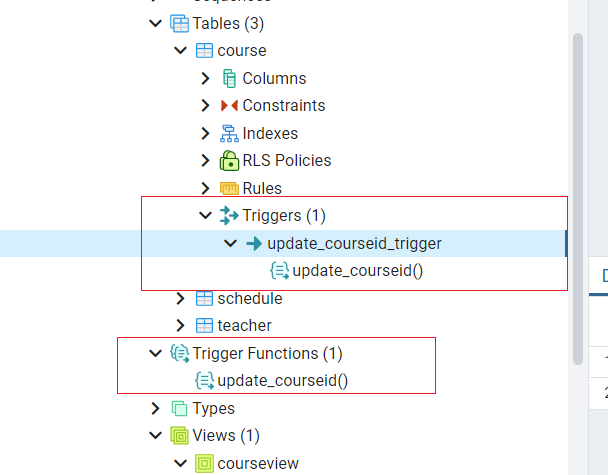 Tables (3)
course
Columns
Constraints
Indexes
RLS Policies
Rules
Triggers (1)
update_courseid_trigger
update_courseid()
schedule
teacher
Trigger Functions (1)
update_courseid()
Types
Views (1)
courseview